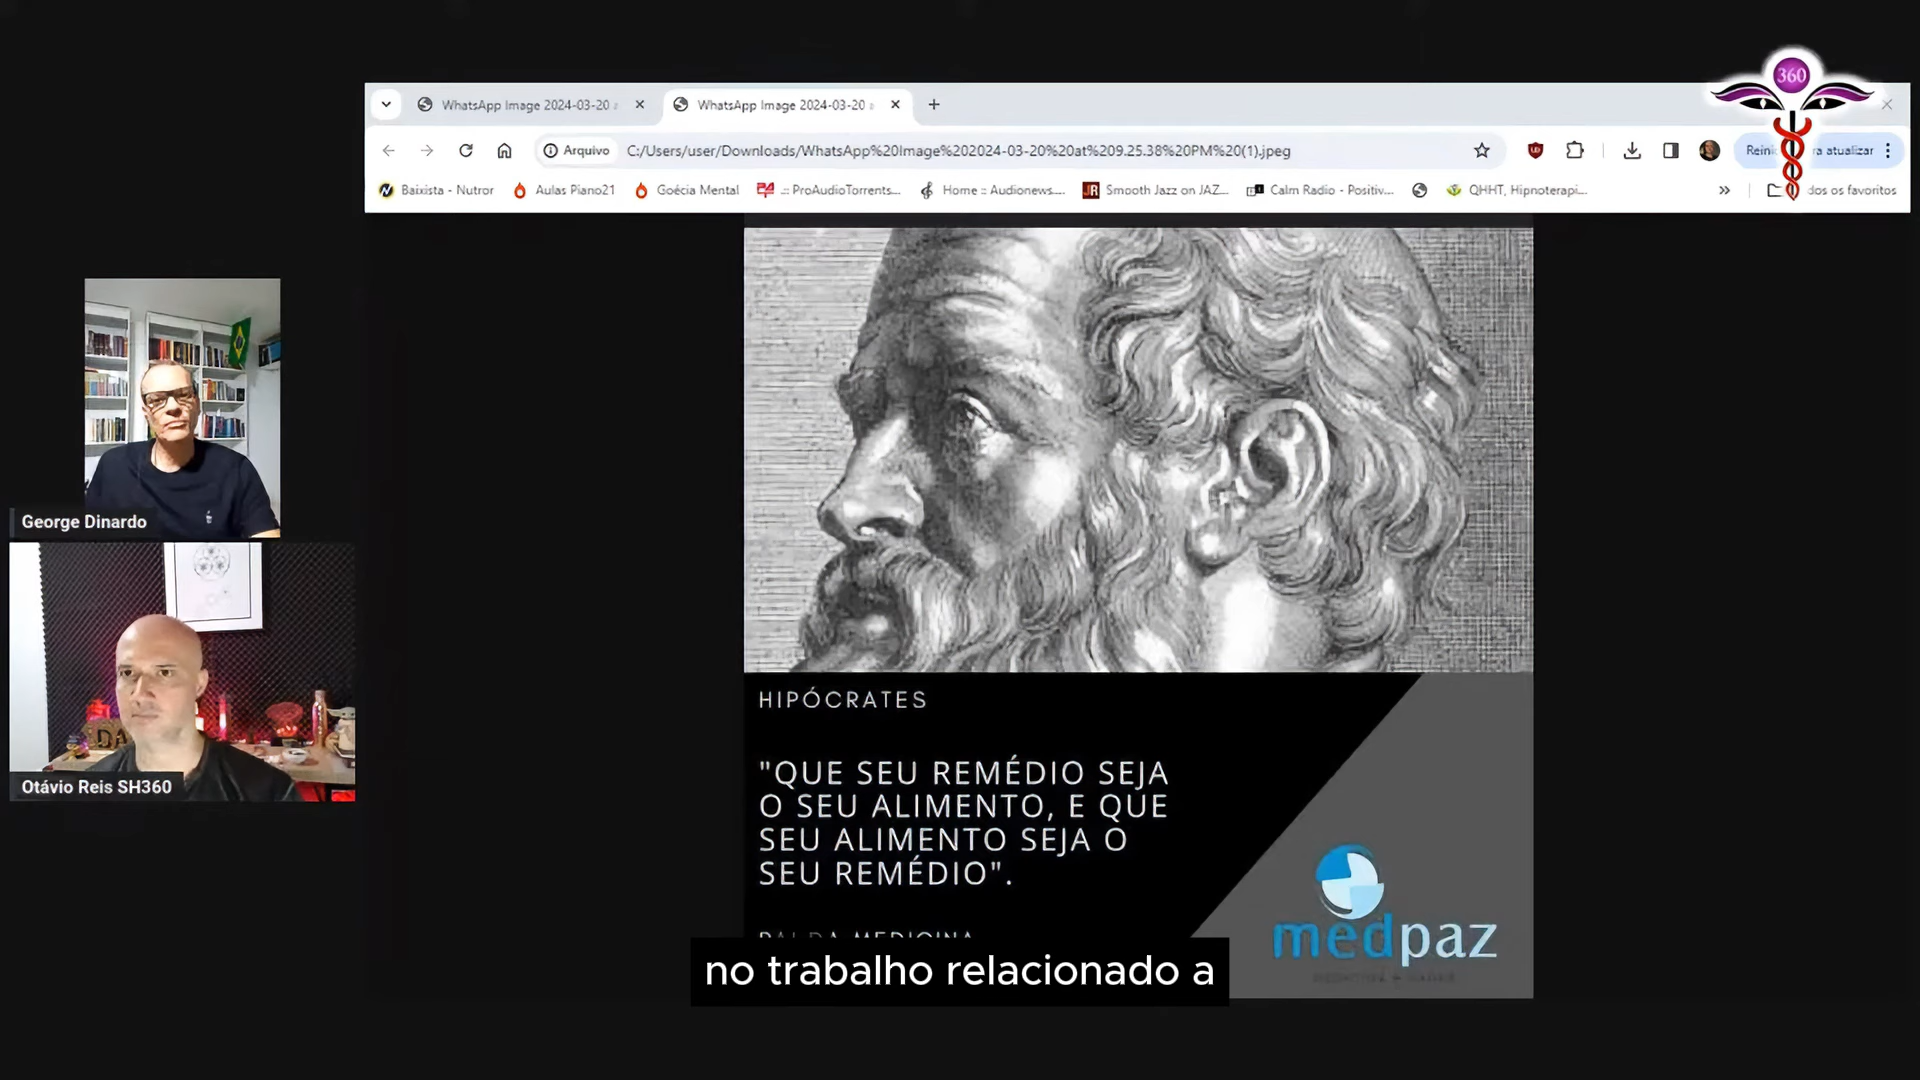 WhatsApp Image 2024-03-20
WhatsApp Image 2024-03-20
Arquivo C:/Users/user/Downloads/WhatsApp%20Image%202024-03-20%20at%209.25.38%20PM%20(1).jpeg
atualizar
Baixista - Nutror Aulas Piano21 Goécia Mental .:: ProAudioTorrents... Home :: Audionews.... Smooth Jazz on JAZ... Calm Radio - Positiv... QHHT, Hipnoterapi... dos os favoritos
360
George Dinardo
Otávio Reis SH360
HIPÓCRATES
"QUE SEU REMÉDIO SEJA
O SEU ALIMENTO, E QUE
SEU ALIMENTO SEJA O
SEU REMÉDIO".
medpaz
no trabalho relacionado a